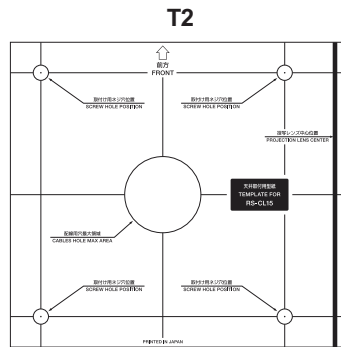 T2
前方
FRONT
取付け用ネジ穴位置
SCREW HOLE POSITION
取付け用ネジ穴位置
SCREW HOLE POSITION
投写レンズ中心位置
PROJECTION LENS CENTER
天井取付用型紙
TEMPLATE FOR
RS-CL15
配線用穴最大領域
CABLES HOLE MAX AREA
取付け用ネジ穴位置
SCREW HOLE POSITION
取付け用ネジ穴位置
SCREW HOLE POSITION
PRINTED IN JAPAN